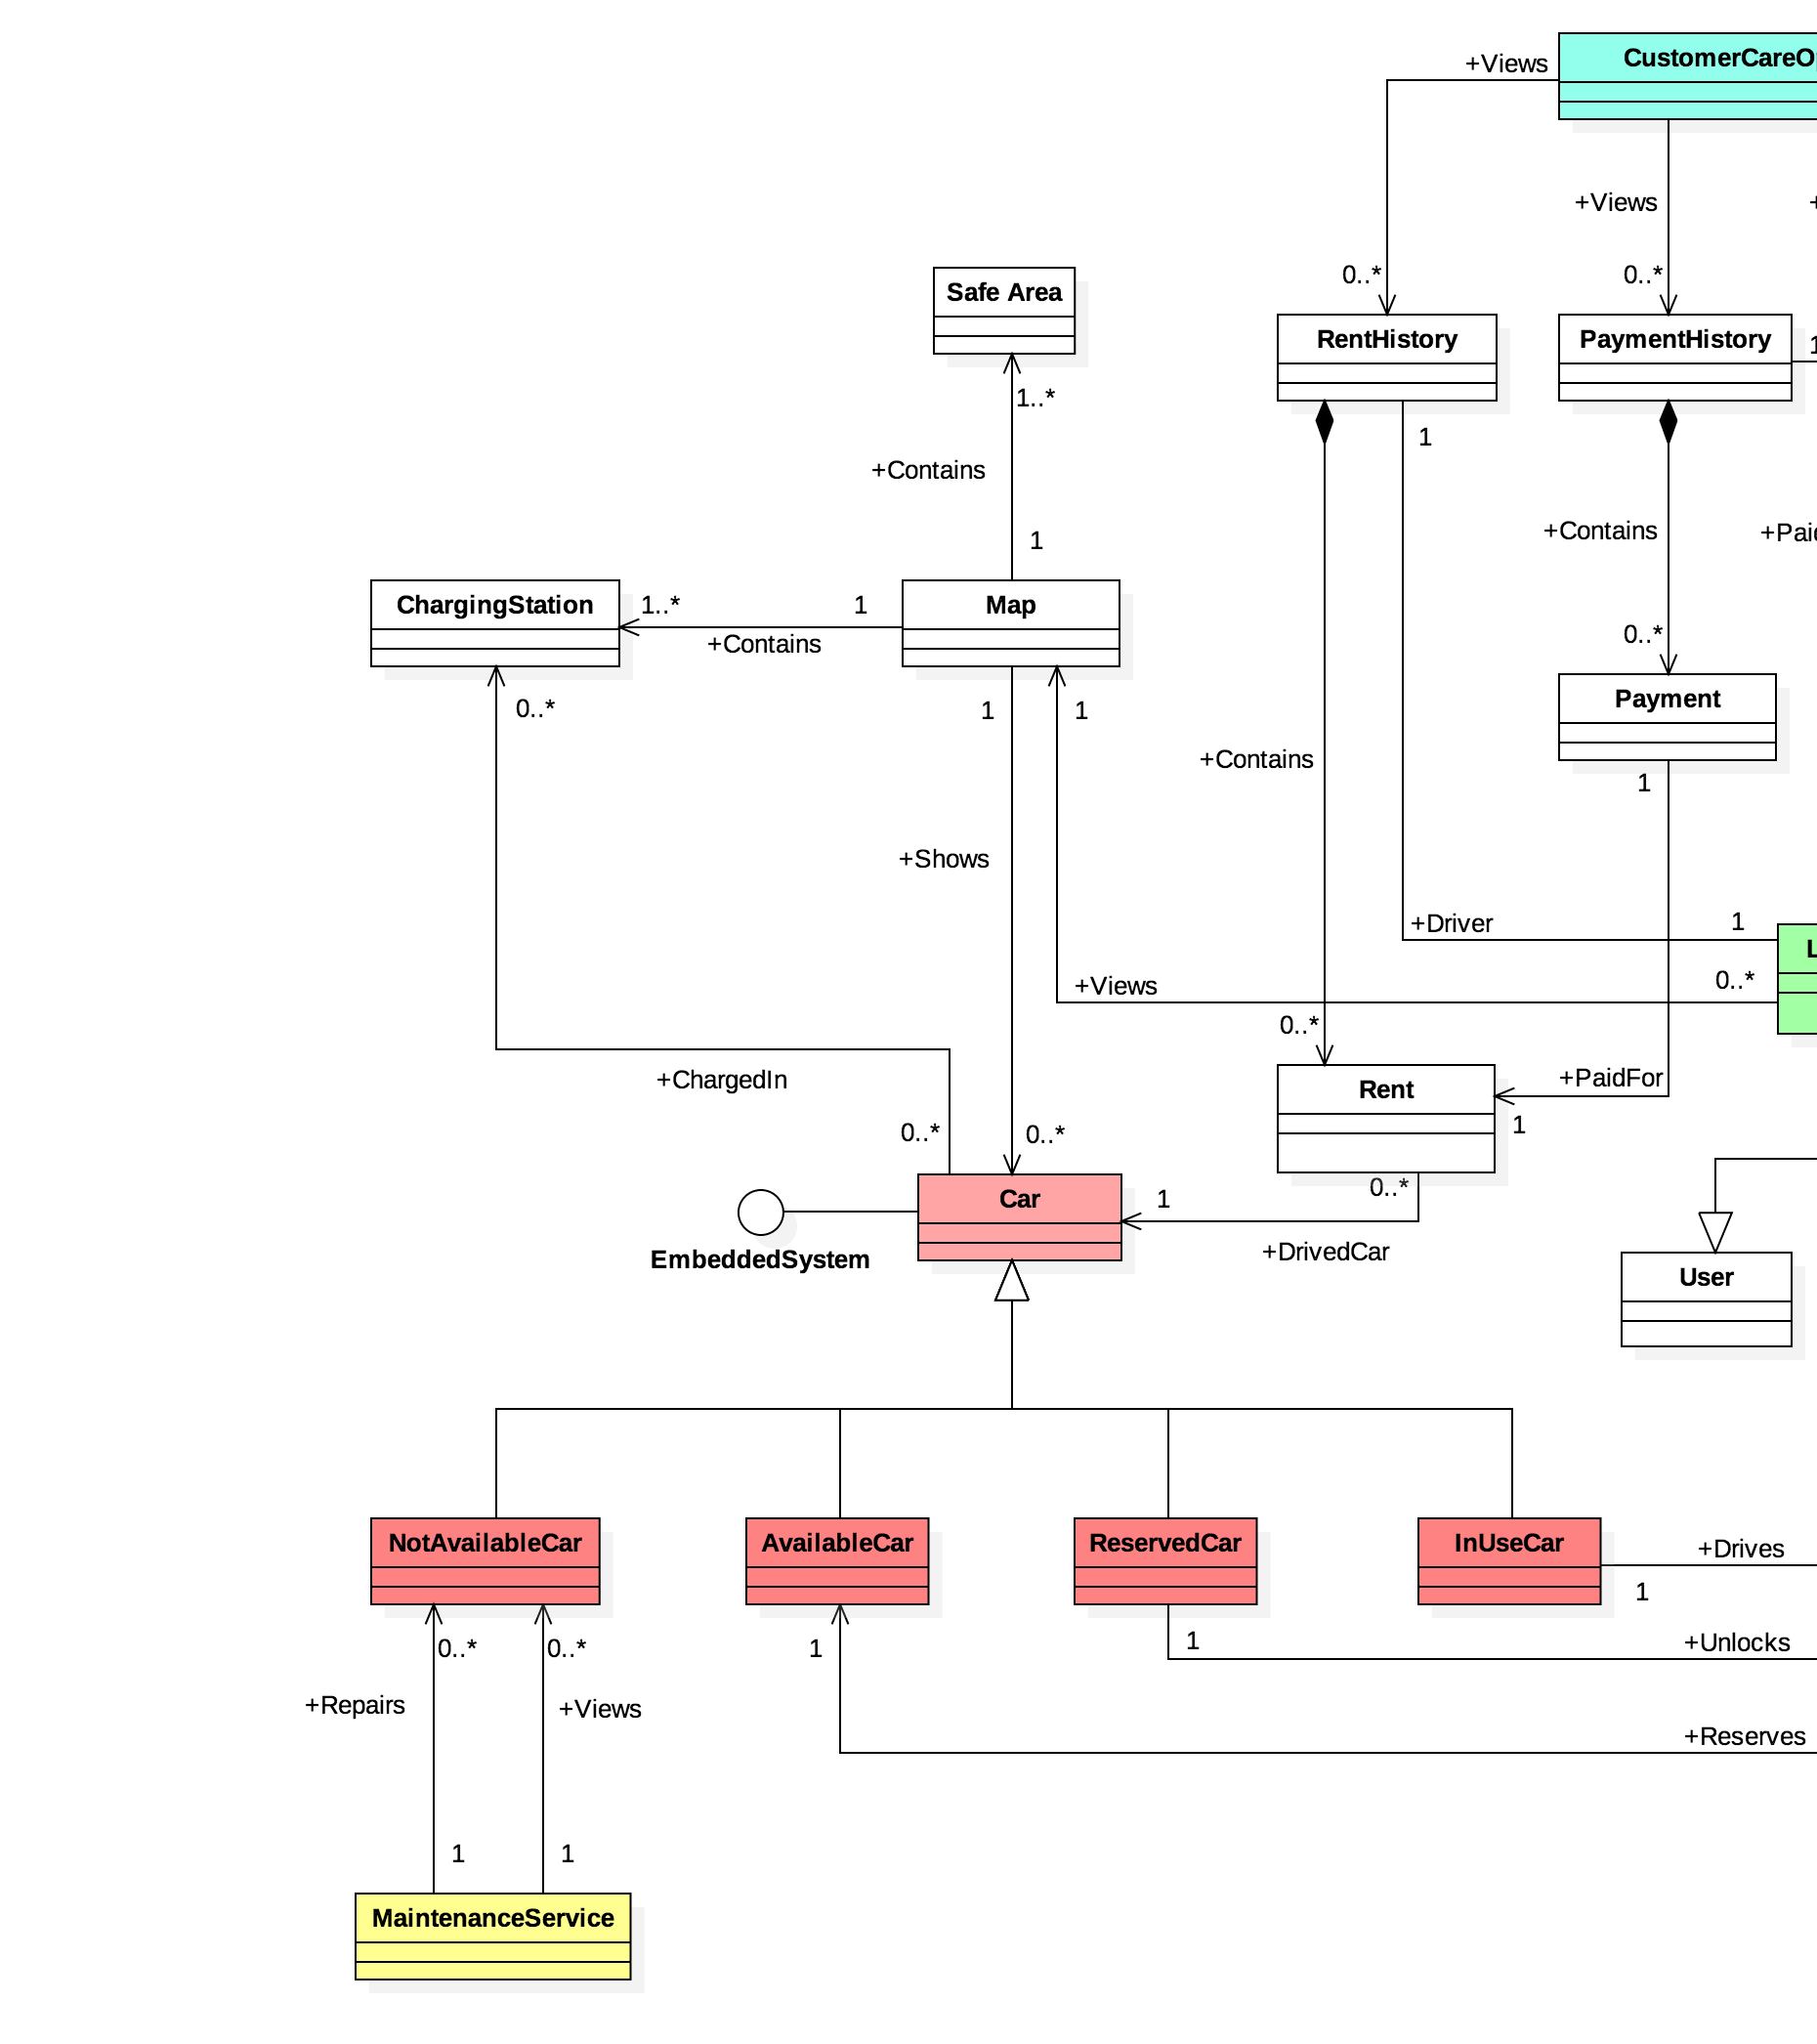 +Views
CustomerCareO
+Views
0..*
0..*
Safe Area
RentHistory
PaymentHistory
1
1..*
1
+Contains
+Contains
+Paid
1
ChargingStation
1..*
1
Map
+Contains
0..*
0..*
1
1
Payment
+Contains
1
+Shows
+Driver
1
L
+Views
0..*
0..*
+ChargedIn
+PaidFor
Rent
1
0..*
0..*
Car
1
0..*
EmbeddedSystem
+DrivedCar
User
NotAvailableCar
AvailableCar
ReservedCar
InUseCar
+Drives
1
0..*
0..*
1
1
+Unlocks
+Repairs
+Views
+Reserves
1
1
MaintenanceService